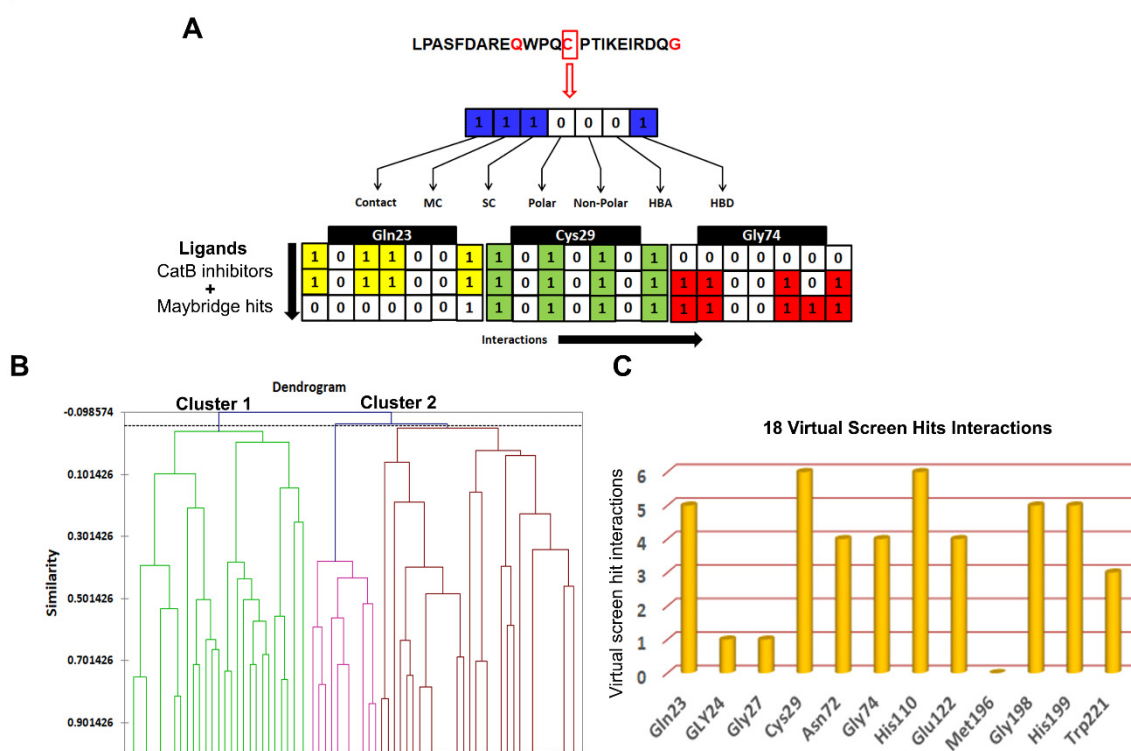 A
LPASFDAREQWPQCPTIKEIRDQG
1 1 1 0 0 0 1
Contact MC SC Polar Non-Polar HBA HBD
Gln23 Cys29 Gly74
Ligands
CatB inhibitors
+
Maybridge hits
1 0 1 1 0 0 1 1 0 1 0 1 0 1 0 0 0 0 0 0 0
1 0 1 1 0 0 1 1 0 1 0 1 0 1 1 1 0 0 1 0 1
0 0 0 0 0 0 1 1 0 1 0 1 0 1 1 1 0 0 1 1 1
Interactions
B
Dendrogram
Cluster 1 Cluster 2
Similarity
-0.098574
0.101426
0.301426
0.501426
0.701426
0.901426
C
18 Virtual Screen Hits Interactions
Virtual screen hit interactions
6
5
4
3
2
1
0
Gln23 GLY24 Gly27 Cys29 Asn72 Gly74 His110 Glu122 Met196 Gly198 His199 Trp221